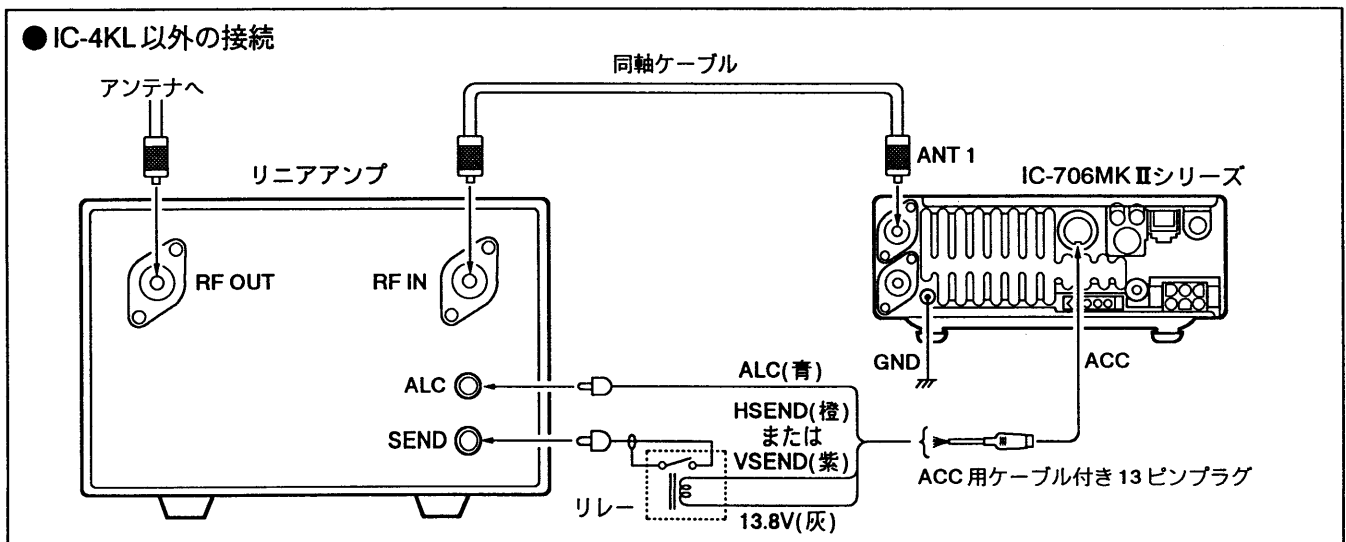 ●IC-4KL以外の接続
アンテナへ
同軸ケーブル
ANT 1
リニアアンプ
IC-706MKⅡシリーズ
RF OUT
RF IN
GND
ACC
ALC
ALC(青)
HSEND(橙)
または
VSEND(紫)
SEND
ACC用ケーブル付き13ピンプラグ
リレー
13.8V(灰)